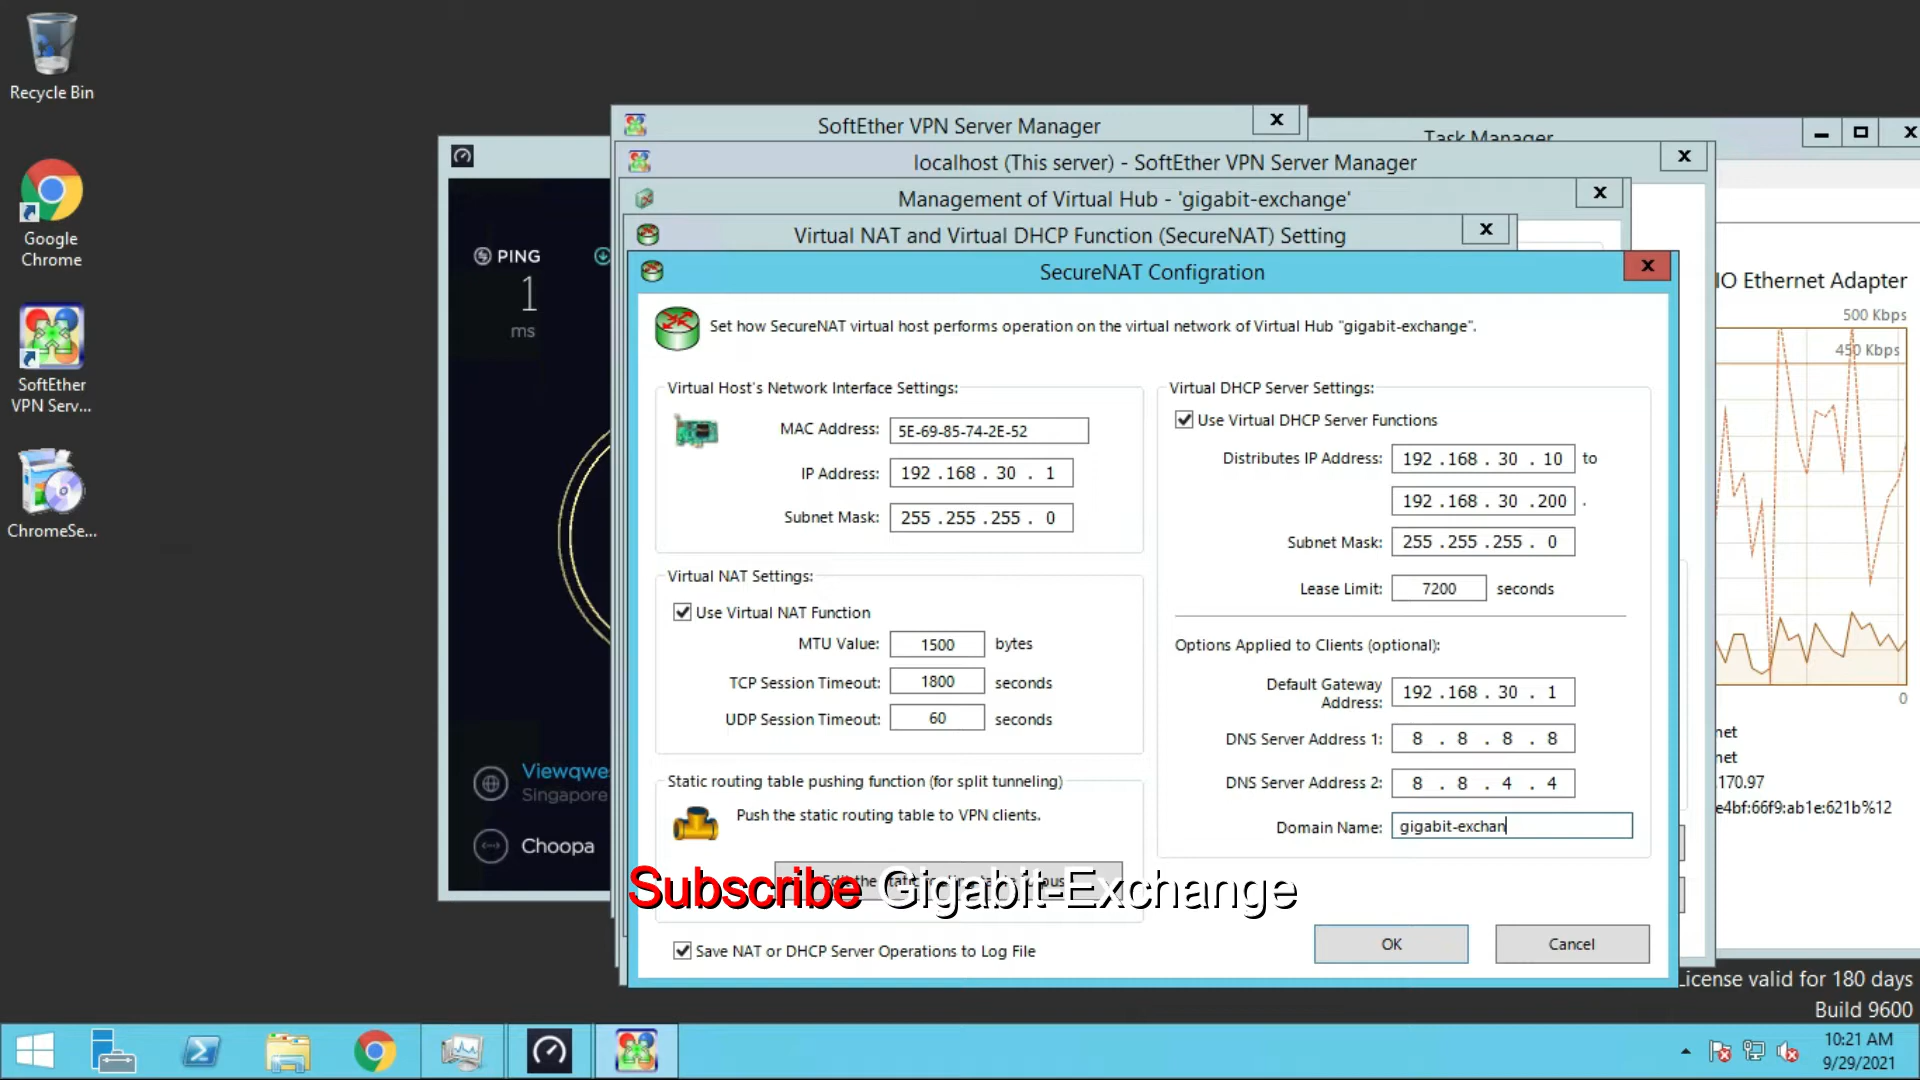 Recycle Bin
Google
Chrome
SoftEther
VPN Serv...
ChromeSe...
PING
1
ms
Viewqwe
Singapore
Choopa
SoftEther VPN Server Manager
Task Manager
localhost (This server) - SoftEther VPN Server Manager
Management of Virtual Hub - 'gigabit-exchange'
Virtual NAT and Virtual DHCP Function (SecureNAT) Setting
SecureNAT Configration
Set how SecureNAT virtual host performs operation on the virtual network of Virtual Hub "gigabit-exchange".
Virtual Host's Network Interface Settings:
MAC Address: 5E-69-85-74-2E-52
IP Address: 192 .168 . 30 . 1
Subnet Mask: 255 .255 .255 . 0
Virtual NAT Settings:
Use Virtual NAT Function
MTU Value: 1500 bytes
TCP Session Timeout: 1800 seconds
UDP Session Timeout: 60 seconds
Static routing table pushing function (for split tunneling)
Push the static routing table to VPN clients.
Save NAT or DHCP Server Operations to Log File
Virtual DHCP Server Settings:
Use Virtual DHCP Server Functions
Distributes IP Address: 192 .168 . 30 . 10 to
192 .168 . 30 .200 .
Subnet Mask: 255 .255 .255 . 0
Lease Limit: 7200 seconds
Options Applied to Clients (optional):
Default Gateway
Address: 192 .168 . 30 . 1
DNS Server Address 1: 8 . 8 . 8 . 8
DNS Server Address 2: 8 . 8 . 4 . 4
Domain Name: gigabit-exchan
Subscribe Gigabit-Exchange
OK
Cancel
IO Ethernet Adapter
500 Kbps
450 Kbps
0
net
net
.170.97
e4bf:66f9:ab1e:621b%12
License valid for 180 days
Build 9600
10:21 AM
9/29/2021